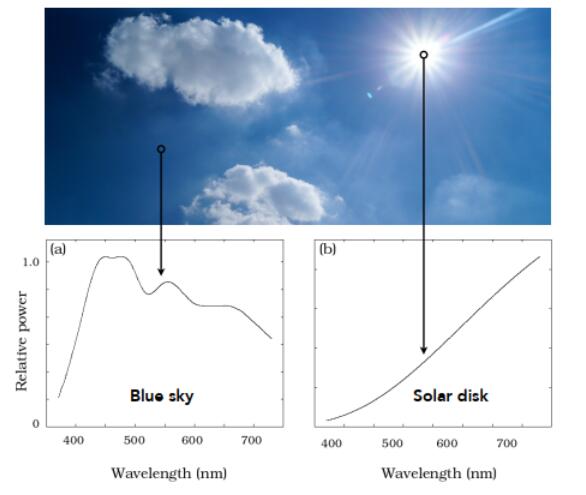 (a)
(b)
1.0
Relative power
0
Blue sky
Solar disk
400 500 600 700
400 500 600 700
Wavelength (nm)
Wavelength (nm)